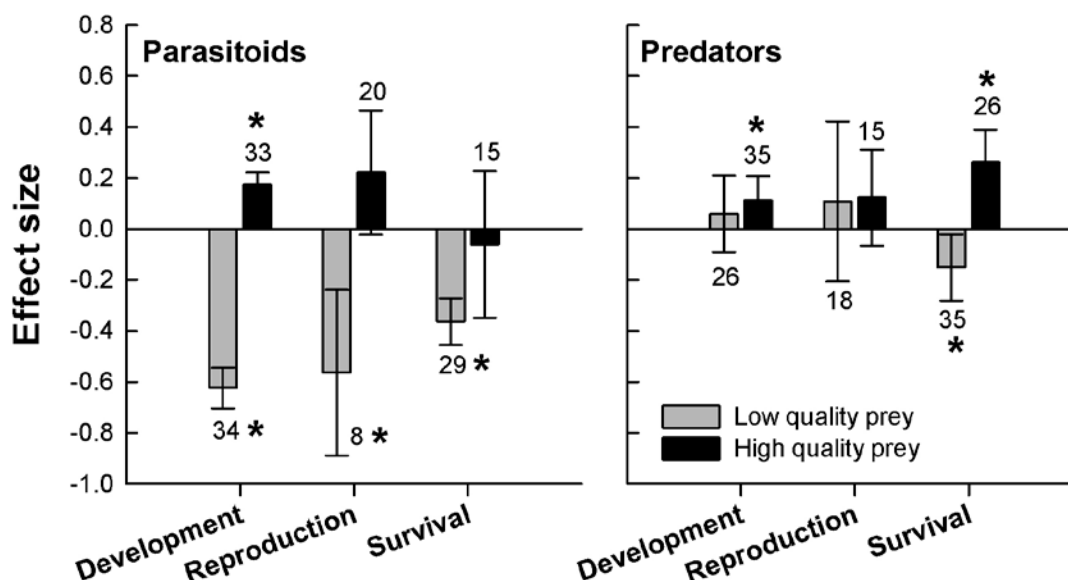 Effect size
0.8
0.6
0.4
0.2
0.0
-0.2
-0.4
-0.6
-0.8
-1.0
Parasitoids
*
33
20
15
34 *
8 *
29 *
Development
Reproduction
Survival
Predators
*
35
15
*
26
26
18
35
*
Low quality prey
High quality prey
Development
Reproduction
Survival